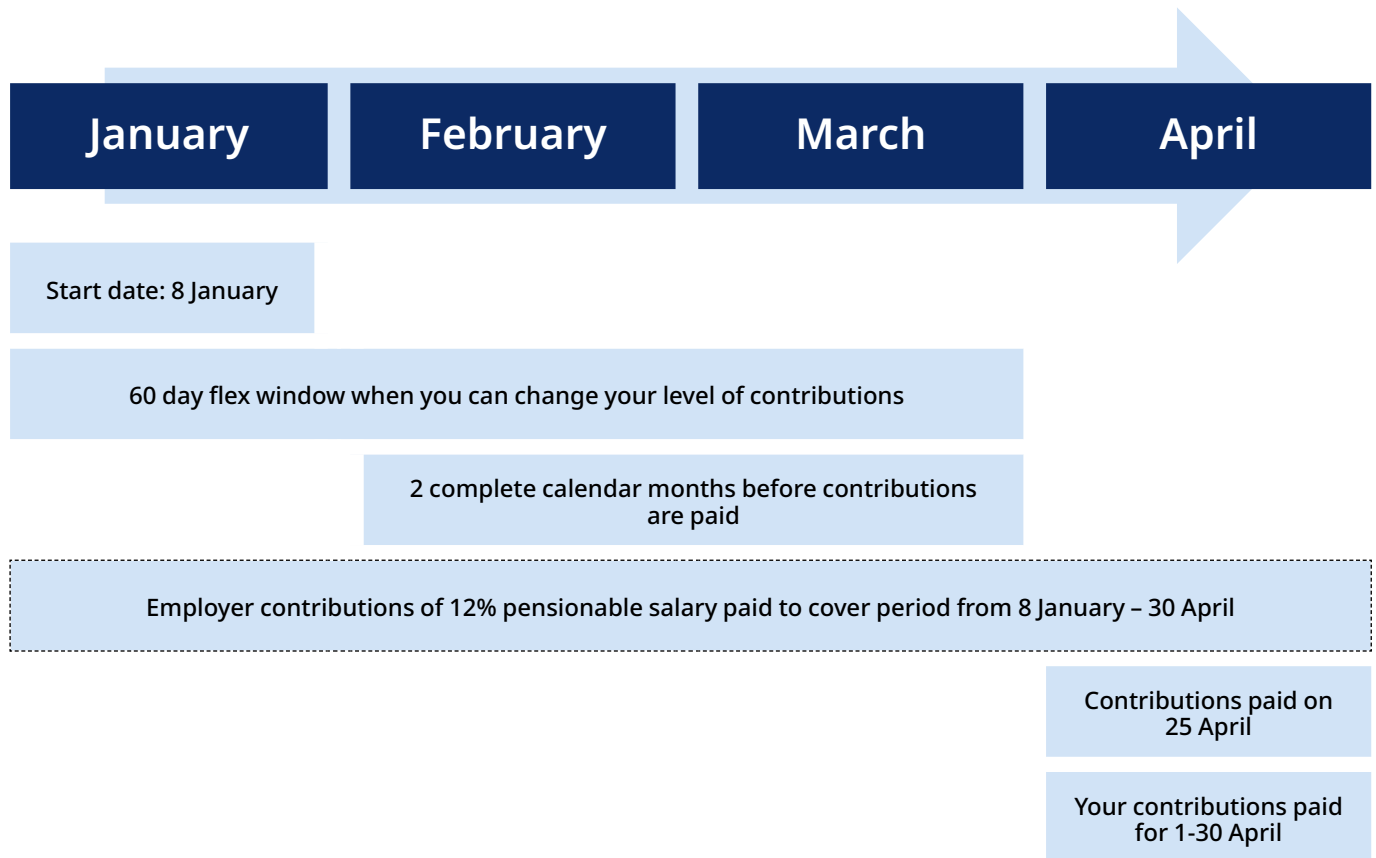 January
February
March
April
Start date: 8 January
60 day flex window when you can change your level of contributions
2 complete calendar months before contributions
are paid
Employer contributions of 12% pensionable salary paid to cover period from 8 January – 30 April
Contributions paid on
25 April
Your contributions paid
for 1-30 April